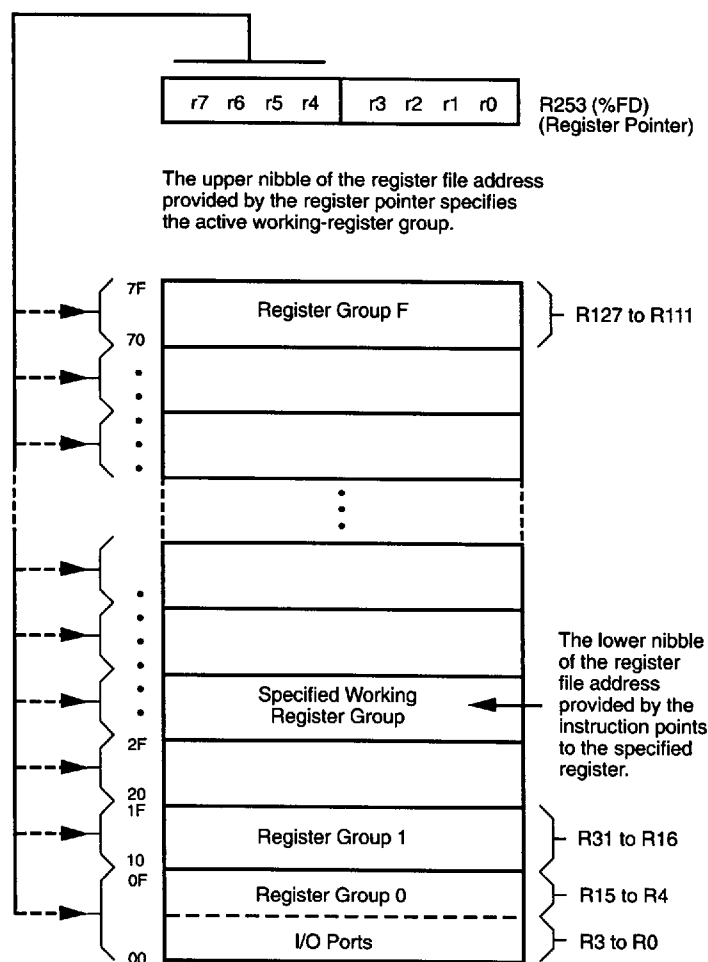 r7 r6 r5 r4 r3 r2 r1 r0
R253 (%FD)
(Register Pointer)
The upper nibble of the register file address
provided by the register pointer specifies
the active working-register group.
7F
Register Group F
R127 to R111
70
The lower nibble
of the register
file address
provided by the
instruction points
to the specified
register.
Specified Working
Register Group
2F
20
1F
Register Group 1
R31 to R16
10
0F
Register Group 0
R15 to R4
I/O Ports
R3 to R0
00